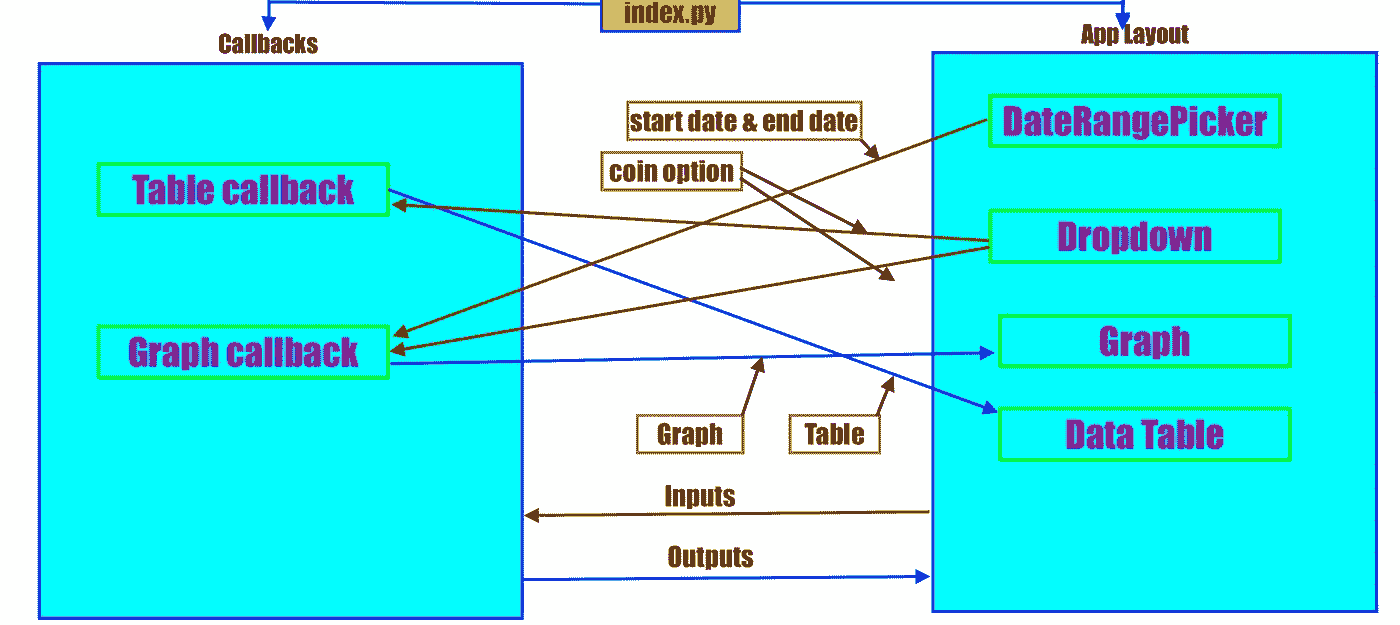 index.py
Callbacks
App Layout
start date & end date
DateRangePicker
coin option
Table callback
Dropdown
Graph callback
Graph
Graph
Table
Data Table
Inputs
Outputs